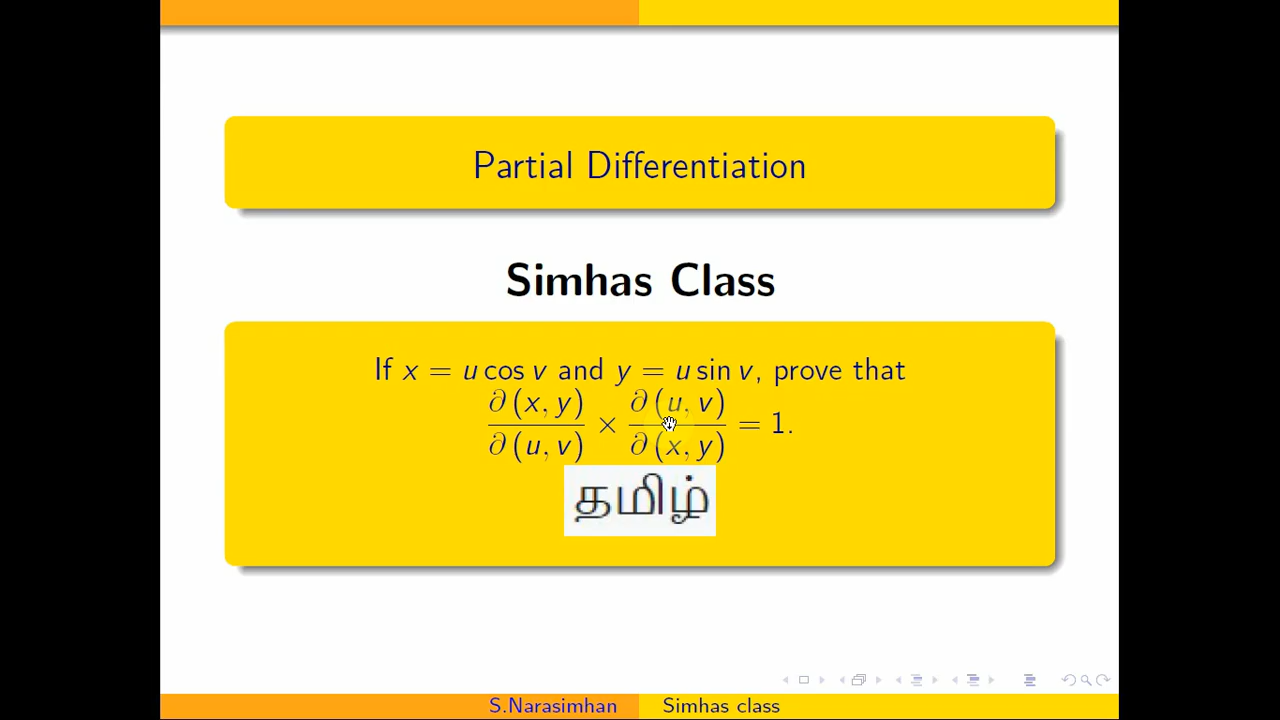 Partial Differentiation
Simhas Class
If x = u cos v and y = u sin v, prove that
∂(x, y)/∂(u, v) × ∂(u, v)/∂(x, y) = 1.
தமிழ்
S.Narasimhan Simhas class